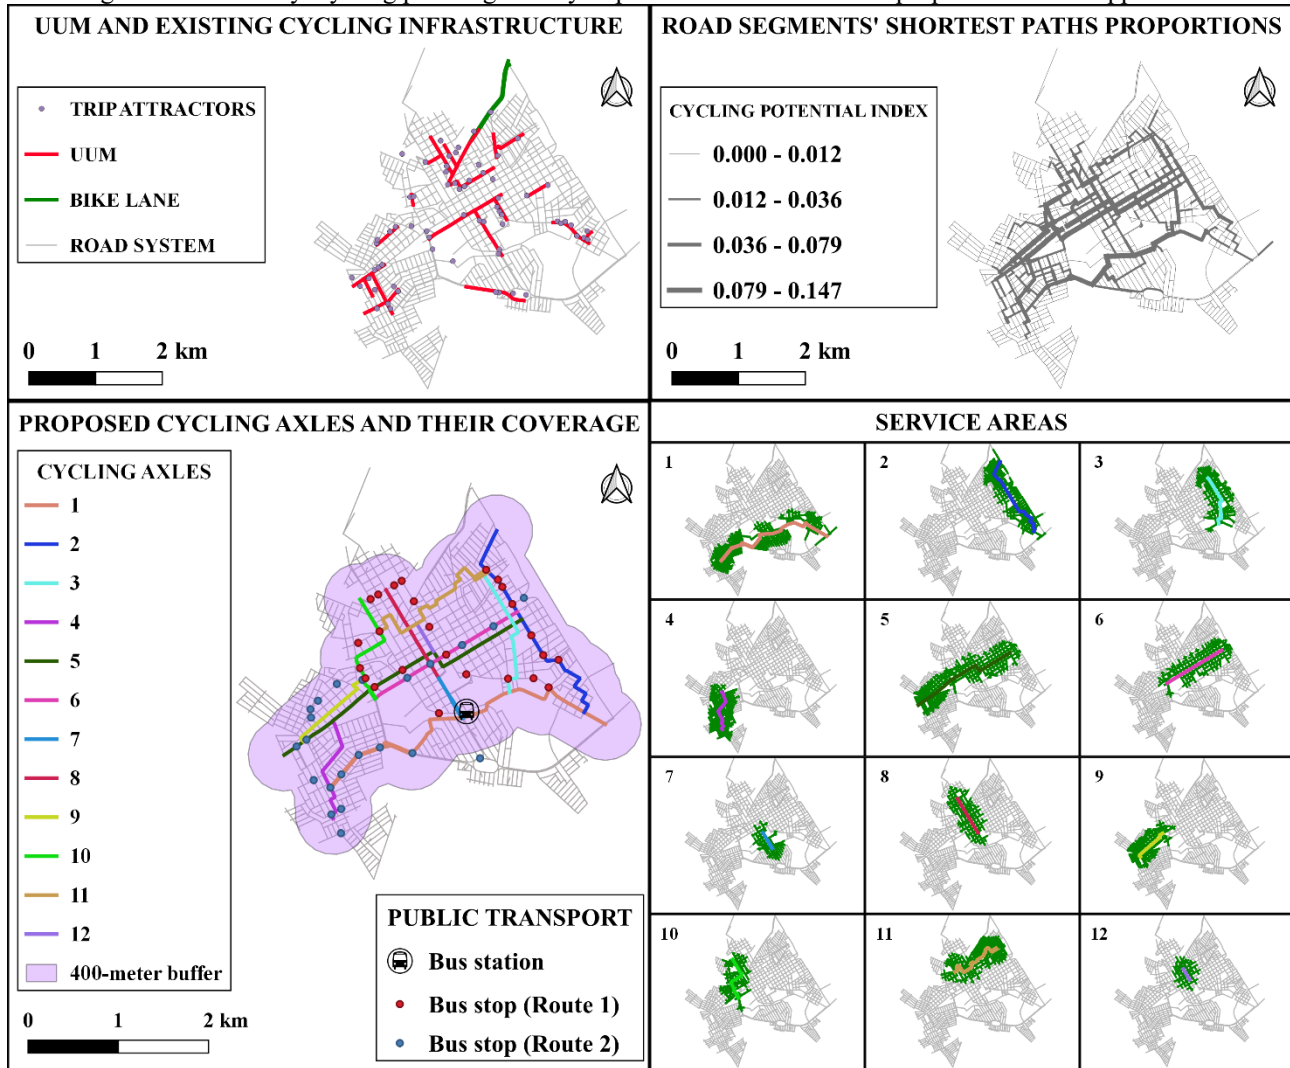 UUM AND EXISTING CYCLING INFRASTRUCTURE
TRIP ATTRACTORS
UUM
BIKE LANE
ROAD SYSTEM
0 1 2 km
ROAD SEGMENTS' SHORTEST PATHS PROPORTIONS
CYCLING POTENTIAL INDEX
0.000 - 0.012
0.012 - 0.036
0.036 - 0.079
0.079 - 0.147
0 1 2 km
PROPOSED CYCLING AXLES AND THEIR COVERAGE
CYCLING AXLES
1
2
3
4
5
6
7
8
9
10
11
12
400-meter buffer
0 1 2 km
PUBLIC TRANSPORT
Bus station
Bus stop (Route 1)
Bus stop (Route 2)
SERVICE AREAS
1
2
3
4
5
6
7
8
9
10
11
12